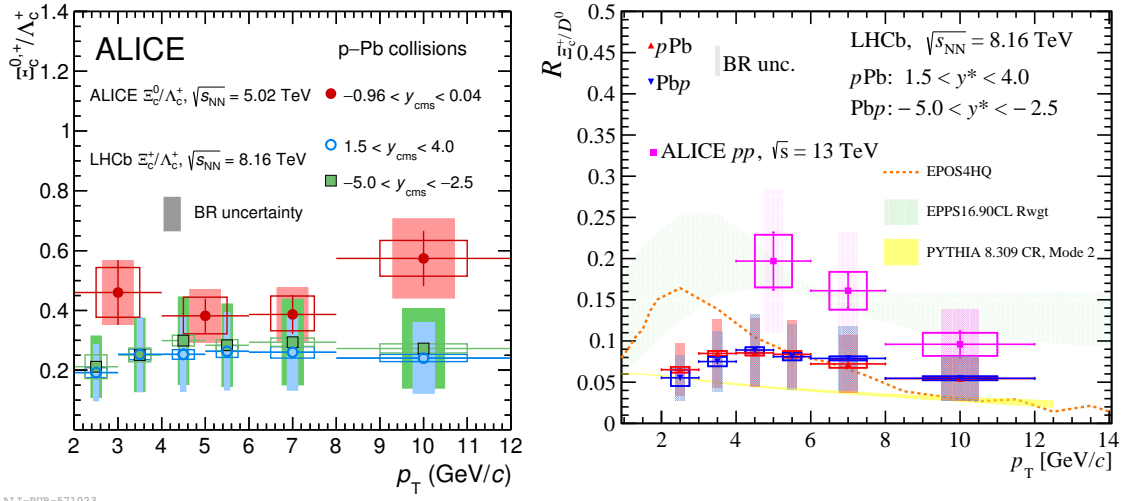 Ξc0,+/Λc+
1.4
1.2
1
0.8
0.6
0.4
0.2
ALICE
p−Pb collisions
ALICE Ξc0/Λc+, √sNN = 5.02 TeV
−0.96 < ycms < 0.04
LHCb Ξc+/Λc+, √sNN = 8.16 TeV
1.5 < ycms < 4.0
−5.0 < ycms < −2.5
BR uncertainty
2 3 4 5 6 7 8 9 10 11 12
pT (GeV/c)
RΞc+/D0
0.5
0.45
0.4
0.35
0.3
0.25
0.2
0.15
0.1
0.05
0
pPb
Pbp
BR unc.
LHCb, √sNN = 8.16 TeV
pPb: 1.5 < y* < 4.0
Pbp: − 5.0 < y* < − 2.5
ALICE pp, √s = 13 TeV
EPOS4HQ
EPPS16.90CL Rwgt
PYTHIA 8.309 CR, Mode 2
2 4 6 8 10 12 14
pT [GeV/c]